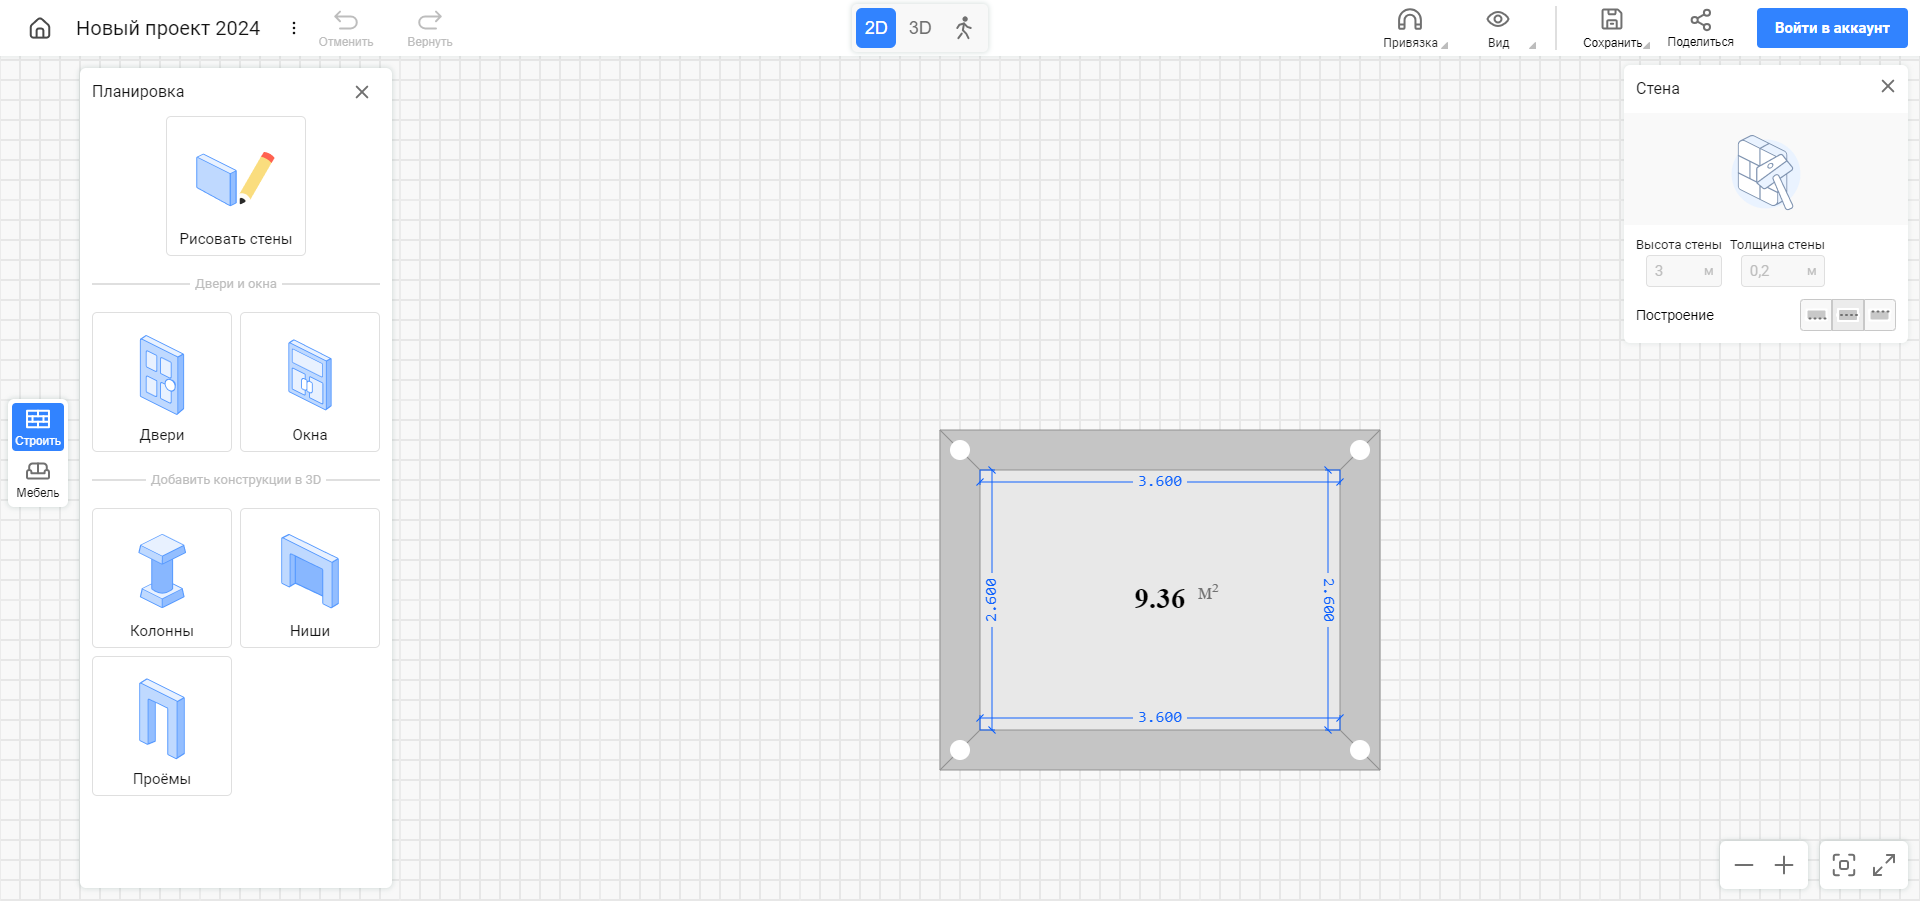 Новый проект 2024
Отменить
Вернуть
2D
3D
Привязка
Вид
Сохранить
Поделиться
Войти в аккаунт
Планировка
Рисовать стены
Двери и окна
Двери
Окна
Добавить конструкции в 3D
Колонны
Ниши
Проёмы
Строить
Мебель
3.600
2.600
9.36 М²
2.600
3.600
Стена
Высота стены
Толщина стены
3 м
0,2 м
Построение